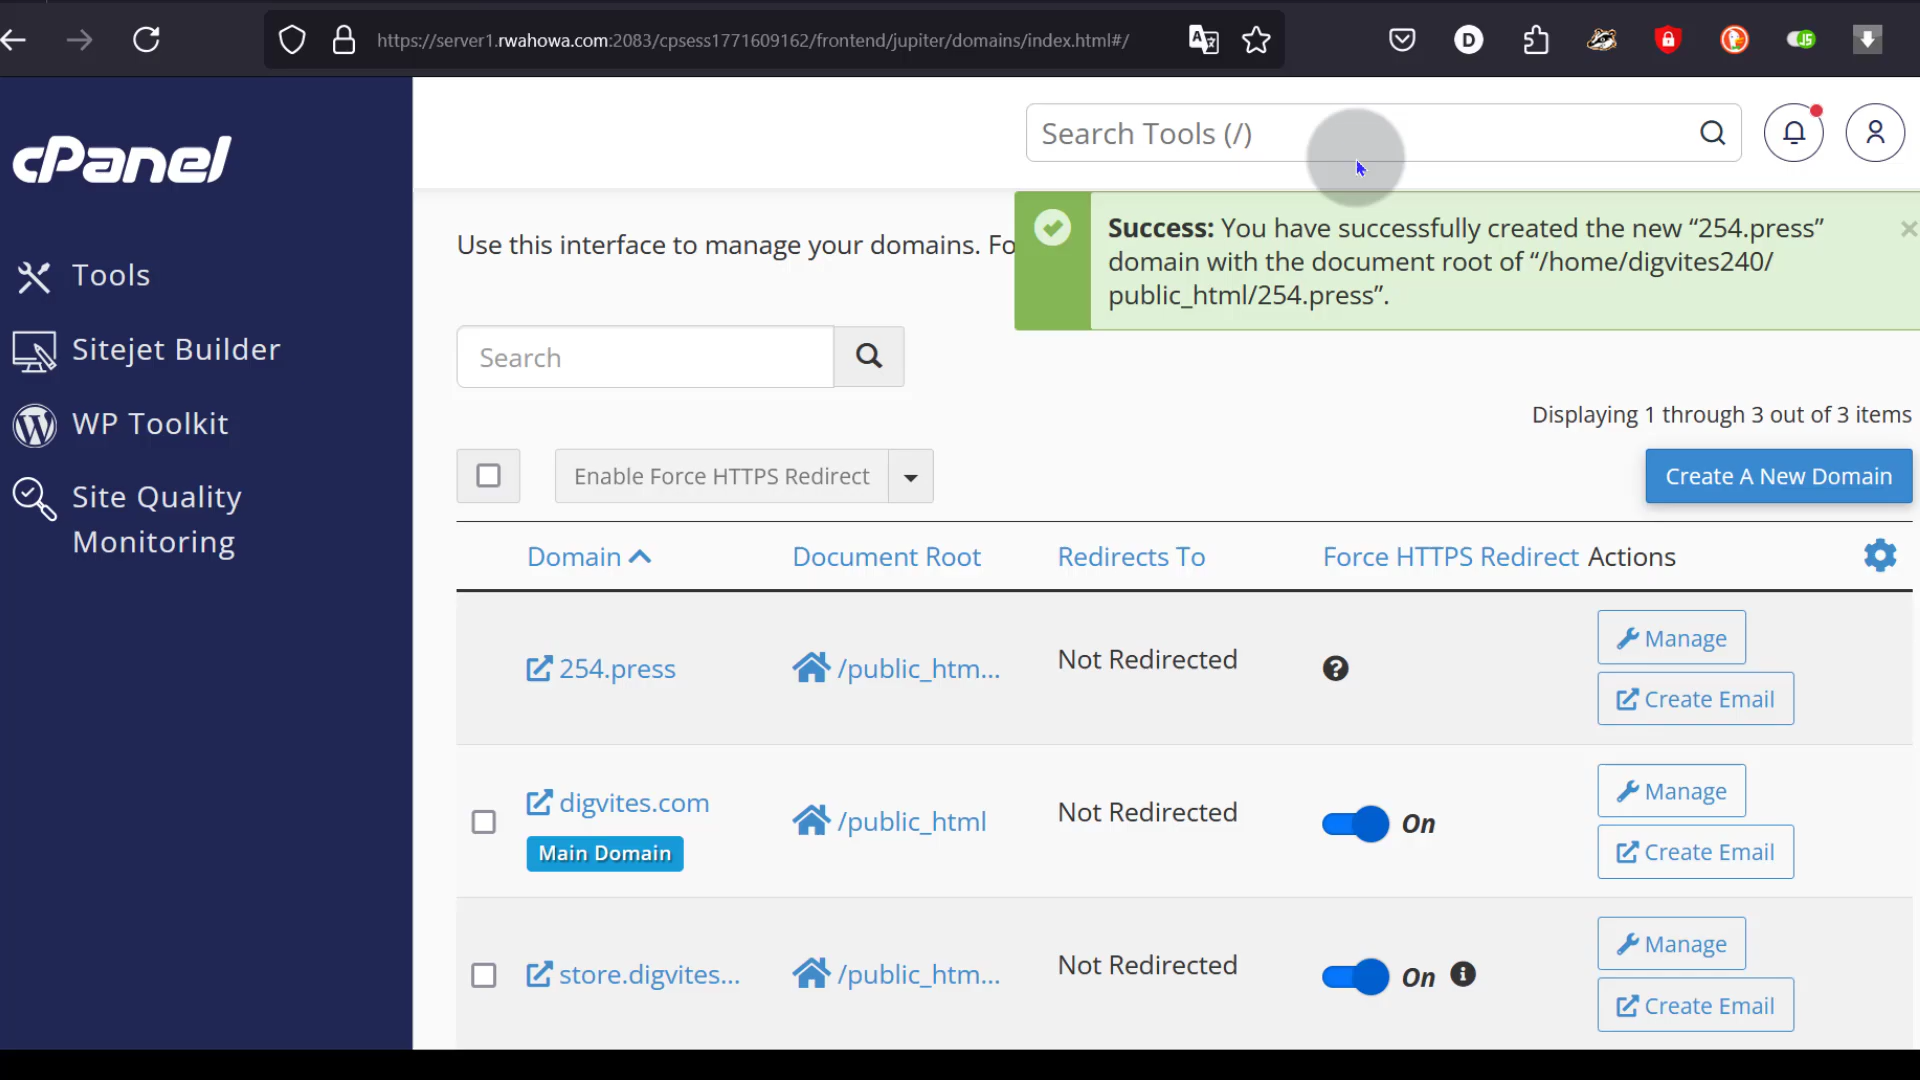 https://server1.rwahowa.com:2083/cpsess1771609162/frontend/jupiter/domains/index.html#/
D
JS
cPanel
Search Tools (/)
Tools
Sitejet Builder
WP Toolkit
Site Quality
Monitoring
Use this interface to manage your domains. Fo
Success: You have successfully created the new “254.press”
domain with the document root of “/home/digvites240/
public_html/254.press”.
Search
Displaying 1 through 3 out of 3 items
Enable Force HTTPS Redirect
Create A New Domain
Domain Document Root Redirects To Force HTTPS Redirect Actions
254.press /public_htm... Not Redirected
Manage
Create Email
digvites.com /public_html Not Redirected On
Main Domain
Manage
Create Email
store.digvites... /public_htm... Not Redirected On
Manage
Create Email